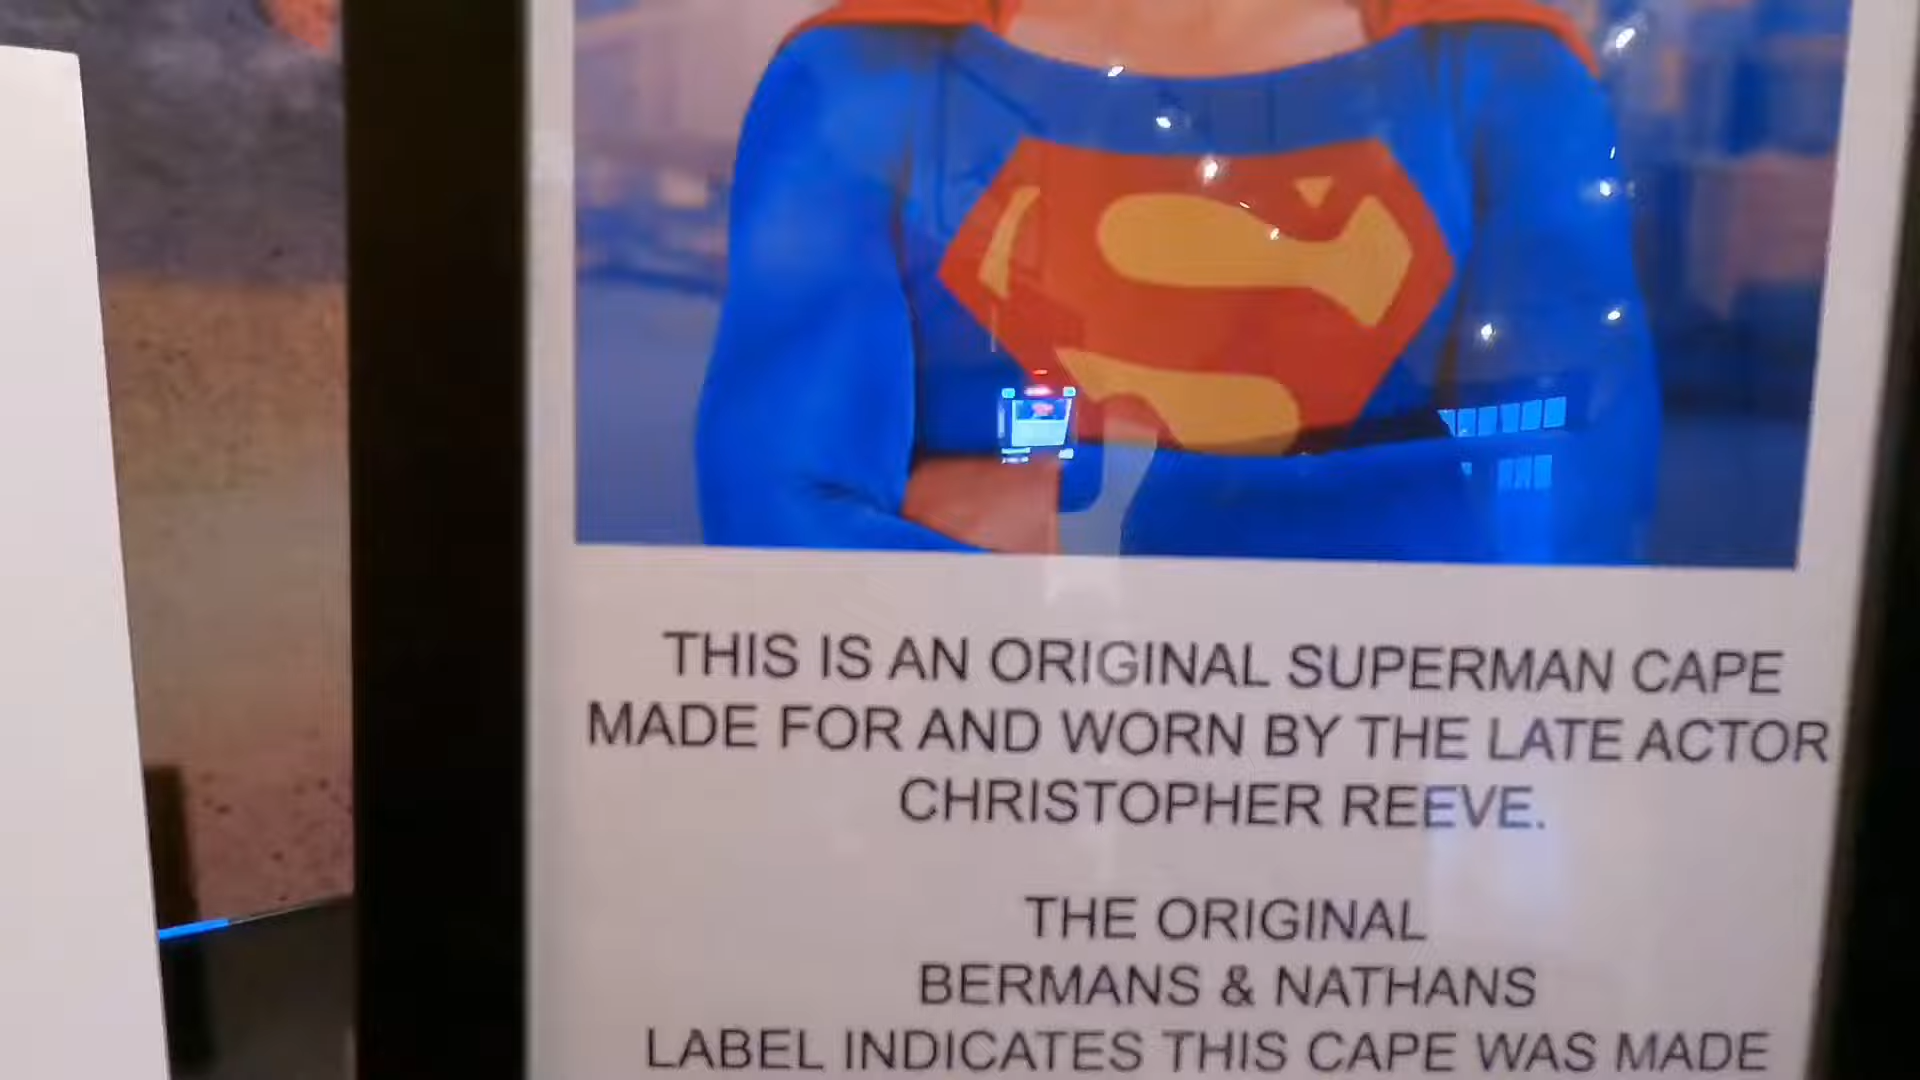 THIS IS AN ORIGINAL SUPERMAN CAPE
MADE FOR AND WORN BY THE LATE ACTOR
CHRISTOPHER REEVE.
THE ORIGINAL
BERMANS & NATHANS
LABEL INDICATES THIS CAPE WAS MADE